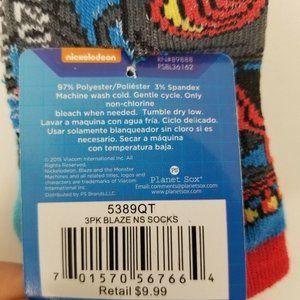 nickelodeon
RN#89888
PSBL36162
97% Polyester/Poliéster 3% Spandex
Machine wash cold. Gentle cycle. Only
non-chlorine
bleach when needed. Tumble dry low.
Lavar a maquina con agua fria. Ciclo delicado.
Usar solamente blanqueador sin cloro si es
necesario. Secar a máquina
con temperatura baja.
© 2015 Viacom International Inc. All
Rights Reserved.
Nickelodeon, Blaze and the Monster
Machines and all related titles, logos and
characters are trademarks of Viacom
International Inc.
Distributed by PS Brands LLC.
Planet Sox
Email: comments@planetsox.com
www.planetsox.com
5389QT
3PK BLAZE NS SOCKS
7 01570 56766 4
Retail $9.99